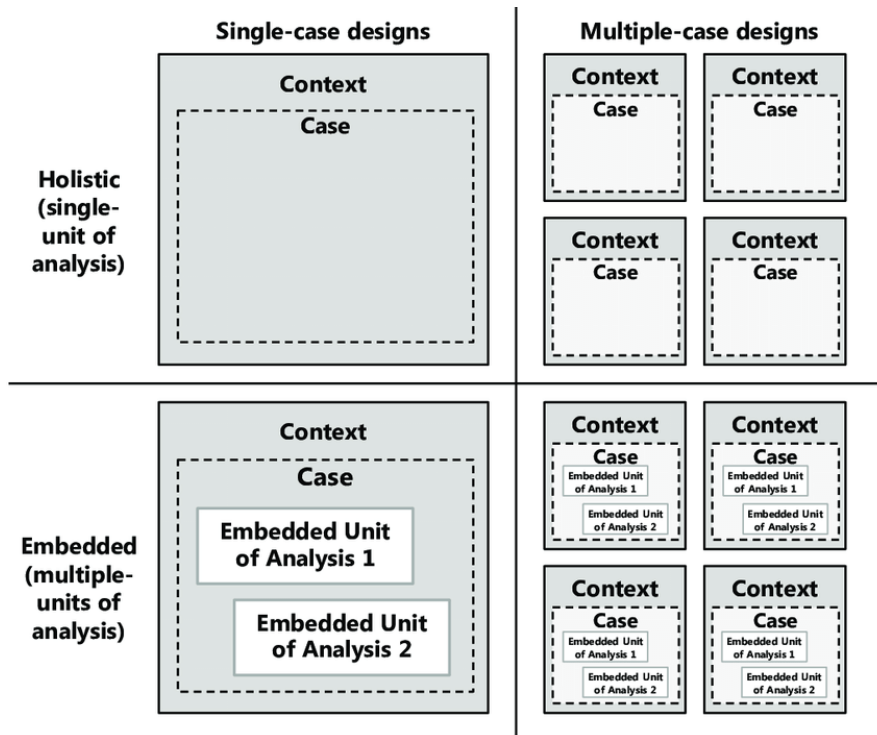 Single-case designs
Multiple-case designs
Holistic
(single-
unit of
analysis)
Context
Case
Context
Case
Context
Case
Context
Case
Context
Case
Embedded
(multiple-
units of
analysis)
Context
Case
Embedded Unit
of Analysis 1
Embedded Unit
of Analysis 2
Context
Case
Embedded Unit
of Analysis 1
Embedded Unit
of Analysis 2
Context
Case
Embedded Unit
of Analysis 1
Embedded Unit
of Analysis 2
Context
Case
Embedded Unit
of Analysis 1
Embedded Unit
of Analysis 2
Context
Case
Embedded Unit
of Analysis 1
Embedded Unit
of Analysis 2